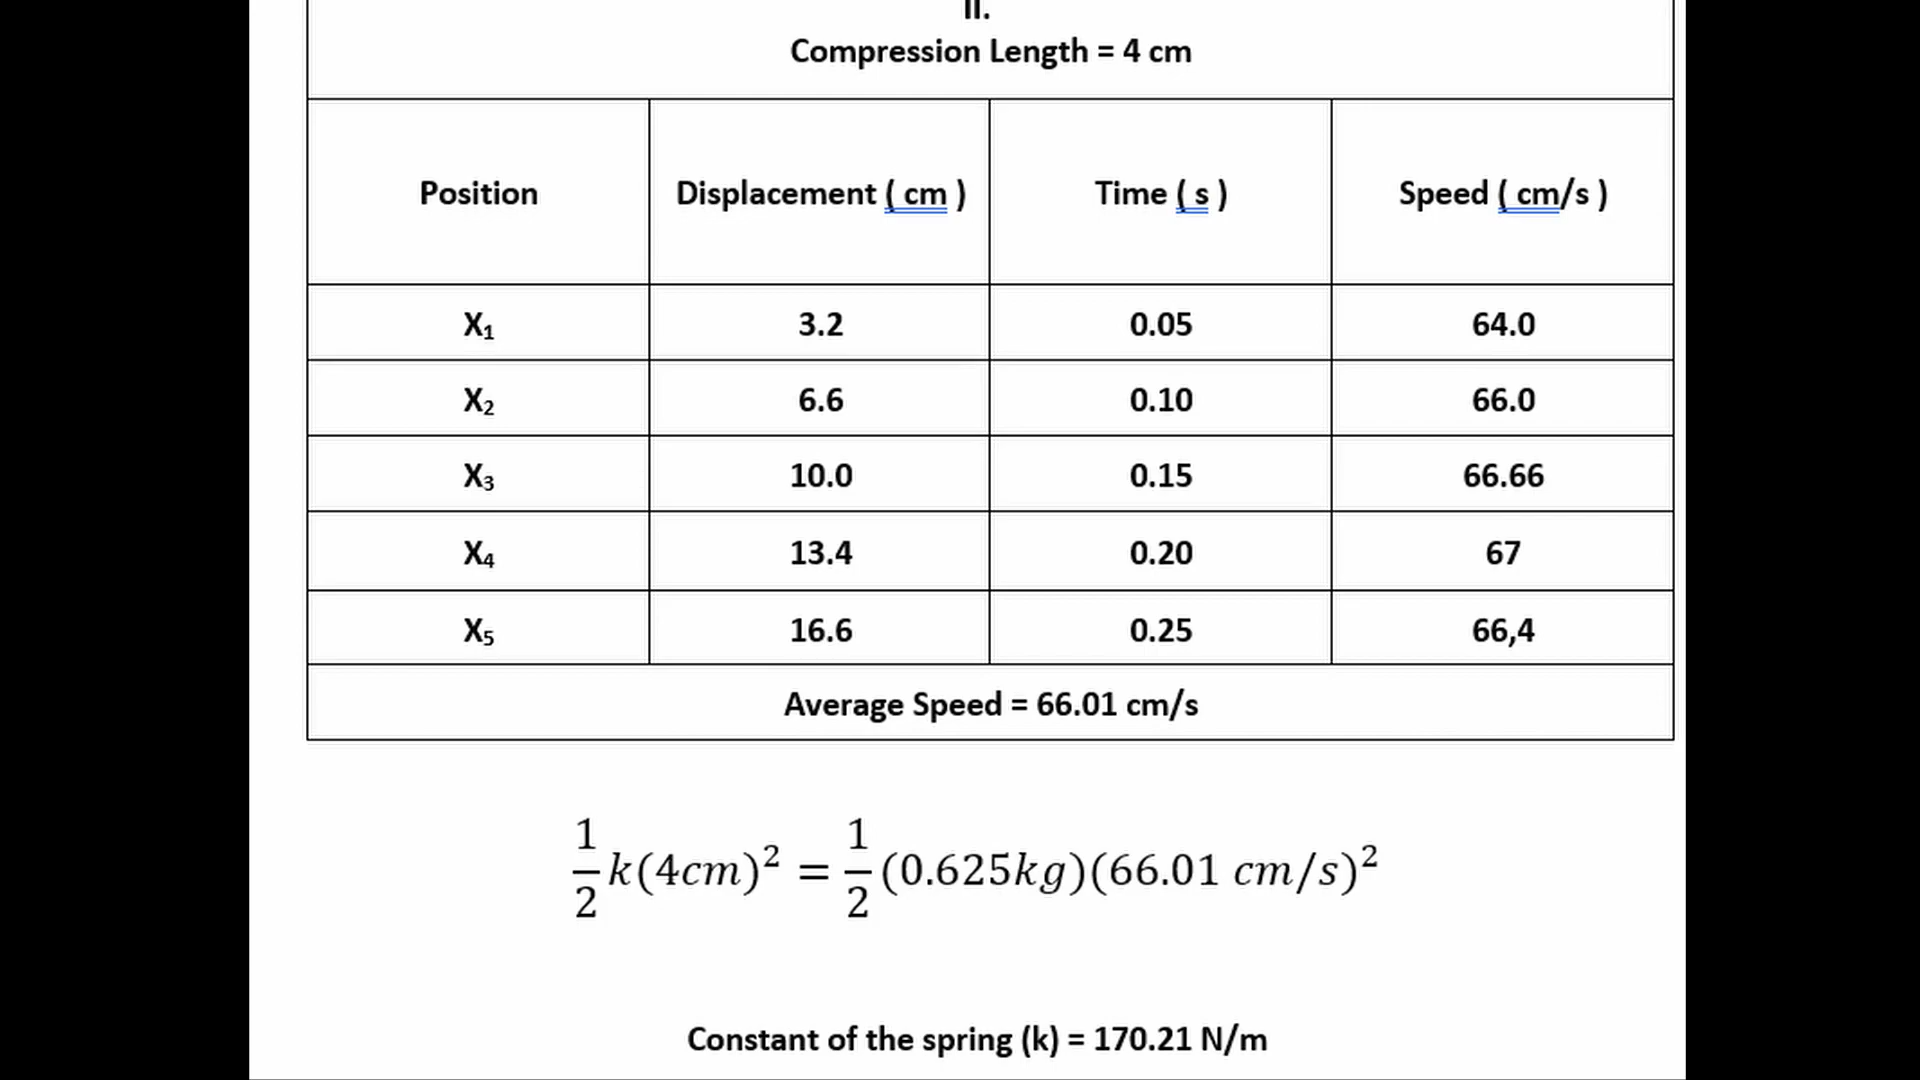 II.
Compression Length = 4 cm
Position Displacement ( cm ) Time ( s ) Speed ( cm/s )
X₁ 3.2 0.05 64.0
X₂ 6.6 0.10 66.0
X₃ 10.0 0.15 66.66
X₄ 13.4 0.20 67
X₅ 16.6 0.25 66,4
Average Speed = 66.01 cm/s
1/2 k(4cm)² = 1/2 (0.625kg)(66.01 cm/s)²
Constant of the spring (k) = 170.21 N/m